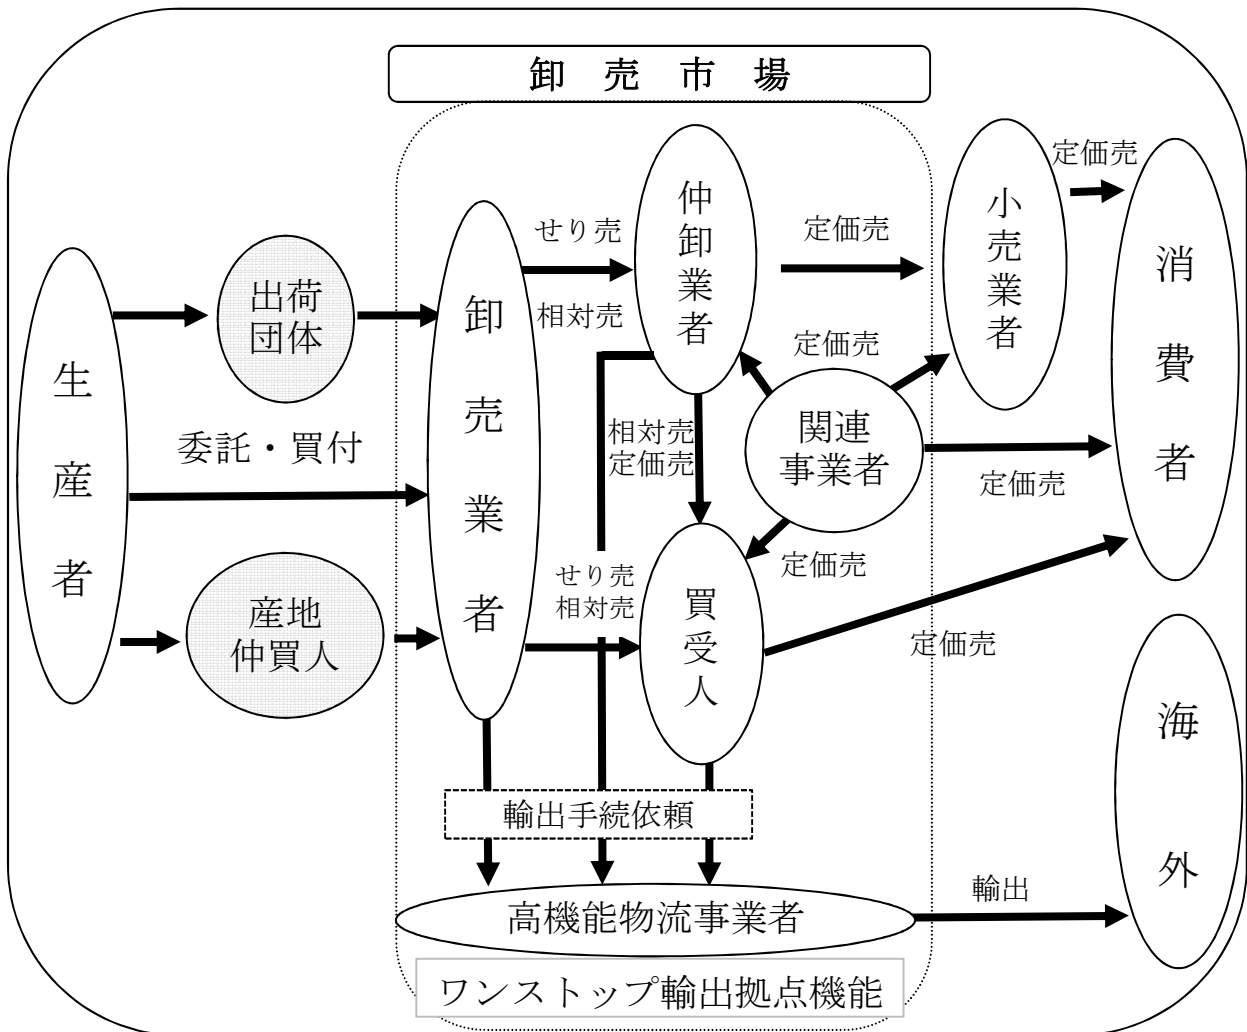 卸売市場
定価売
仲卸業者
小売業者
せり売
定価売
消費者
出荷
団体
卸売業者
相対売
定価売
生産者
委託・買付
相対売
定価売
関連
事業者
定価売
せり売
相対売
定価売
産地
仲買人
買受人
定価売
海外
輸出手続依頼
輸出
高機能物流事業者
ワンストップ輸出拠点機能